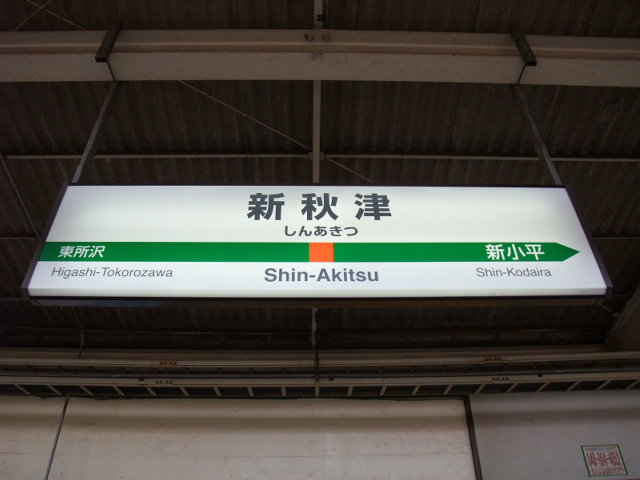 新秋津
しんあきつ
東所沢
新小平
Higashi-Tokorozawa
Shin-Akitsu
Shin-Kodaira